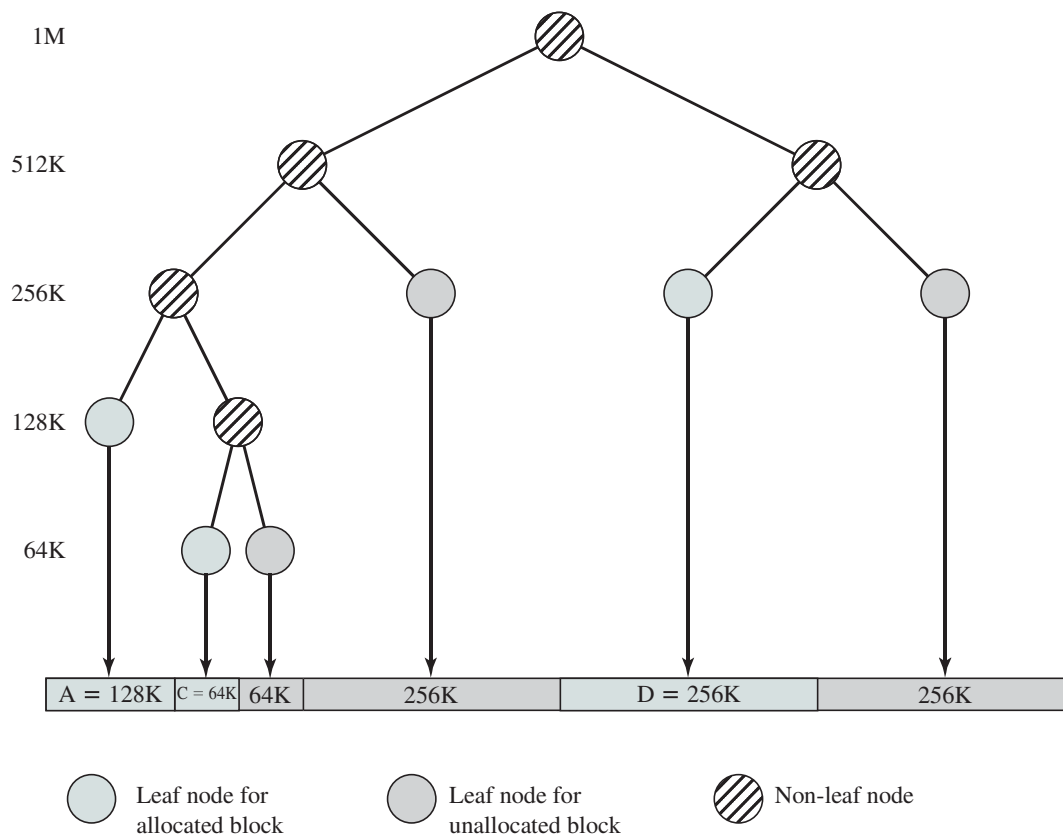 1M
512K
256K
128K
64K
A = 128K C = 64K 64K 256K D = 256K 256K
Leaf node for
allocated block
Leaf node for
unallocated block
Non-leaf node